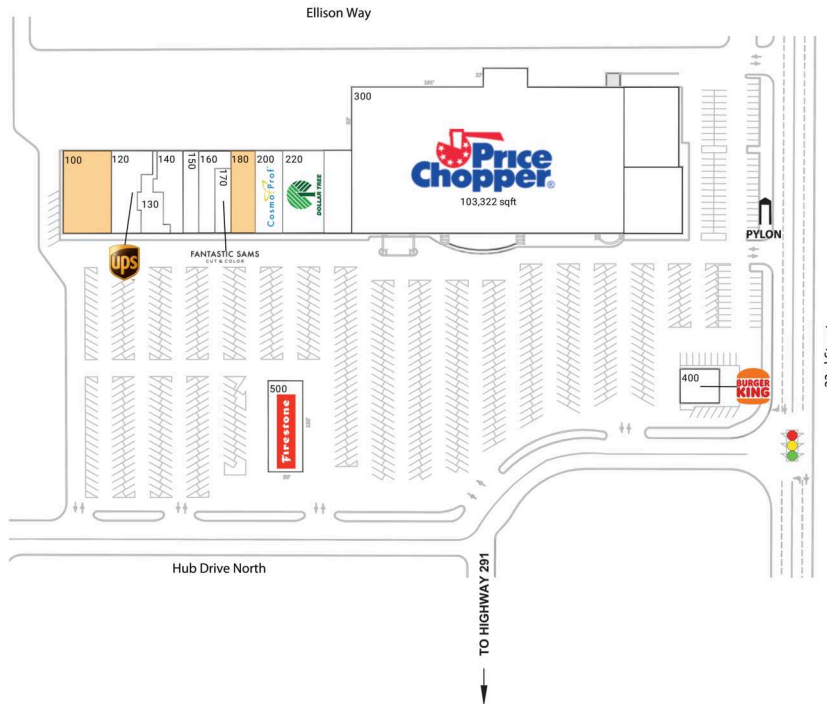 Ellison Way
300
Price
Chopper®
103,322 sqft
100
120
140
150
160
180
200
220
130
170
CosmoProf
DOLLAR TREE
PYLON
ups
FANTASTIC SAMS
CUT & COLOR
400
BURGER
KING
500
Firestone
Hub Drive North
TO HIGHWAY 291